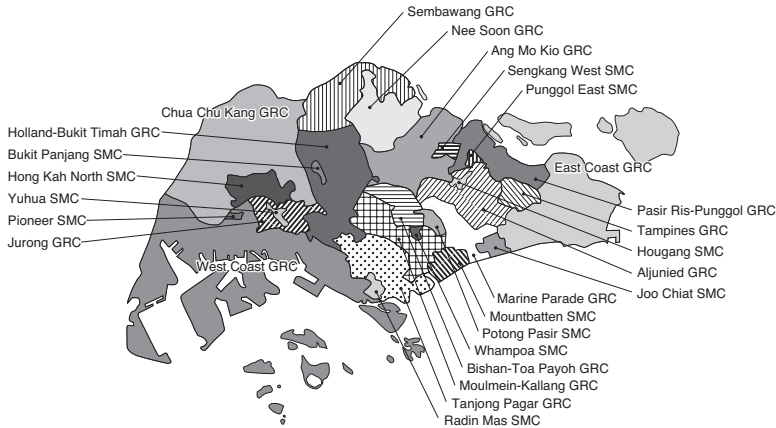 Sembawang GRC
Nee Soon GRC
Ang Mo Kio GRC
Sengkang West SMC
Punggol East SMC
Chua Chu Kang GRC
Holland-Bukit Timah GRC
Bukit Panjang SMC
Hong Kah North SMC
Yuhua SMC
Pioneer SMC
Jurong GRC
West Coast GRC
East Coast GRC
Pasir Ris-Punggol GRC
Tampines GRC
Hougang SMC
Aljunied GRC
Joo Chiat SMC
Marine Parade GRC
Mountbatten SMC
Potong Pasir SMC
Whampoa SMC
Bishan-Toa Payoh GRC
Moulmein-Kallang GRC
Tanjong Pagar GRC
Radin Mas SMC